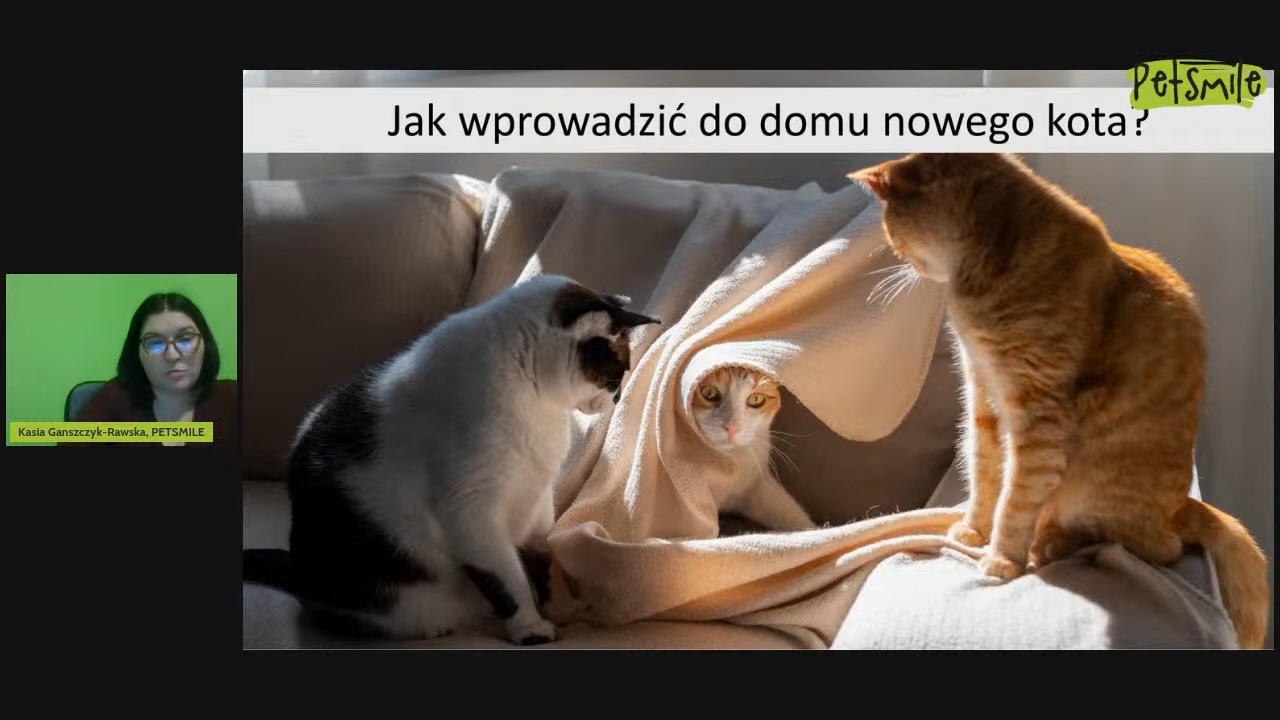 PetSmile
Jak wprowadzić do domu nowego kota?
Kasia Ganszczyk-Rawska, PETSMILE